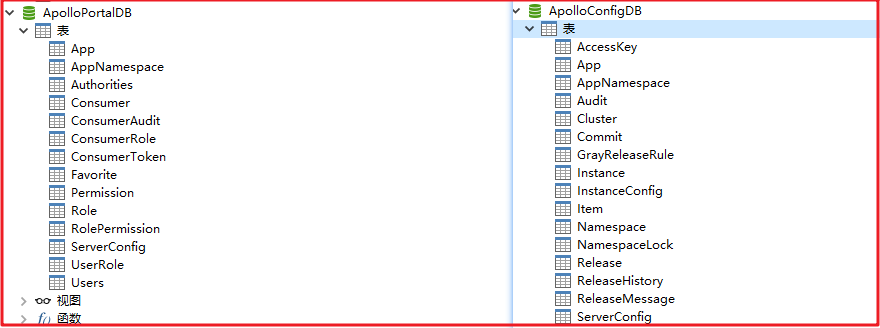 ApolloPortalDB
表
App
AppNamespace
Authorities
Consumer
ConsumerAudit
ConsumerRole
ConsumerToken
Favorite
Permission
Role
RolePermission
ServerConfig
UserRole
Users
视图
函数
ApolloConfigDB
表
AccessKey
App
AppNamespace
Audit
Cluster
Commit
GrayReleaseRule
Instance
InstanceConfig
Item
Namespace
NamespaceLock
Release
ReleaseHistory
ReleaseMessage
ServerConfig